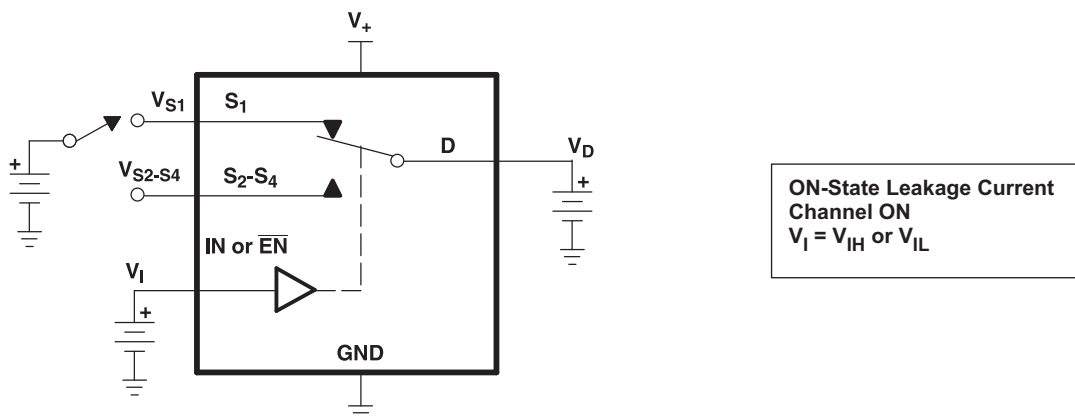 V+
VS1 S1
D VD
+
VS2-S4 S2-S4
+
IN or EN
VI
+
GND
ON-State Leakage Current
Channel ON
VI = VIH or VIL